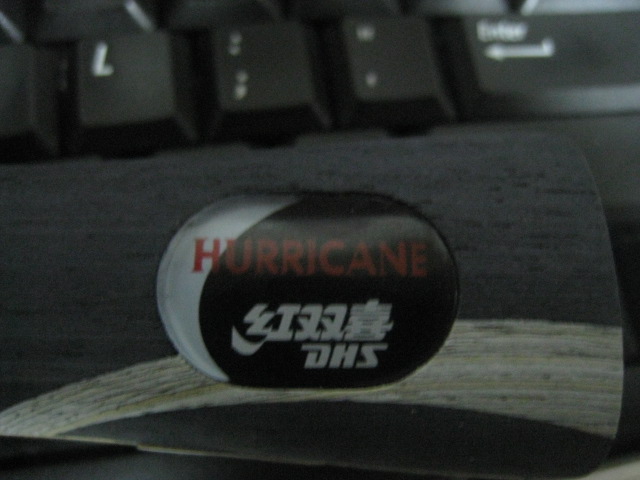 L
: "
; '
Enter
HURRICANE
红双喜
DHS